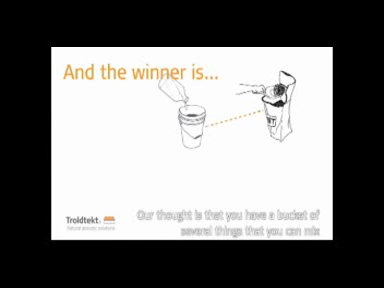 And the winner is...
Troldtekt
Our thought is that you have a bucket of
several things that you can mix